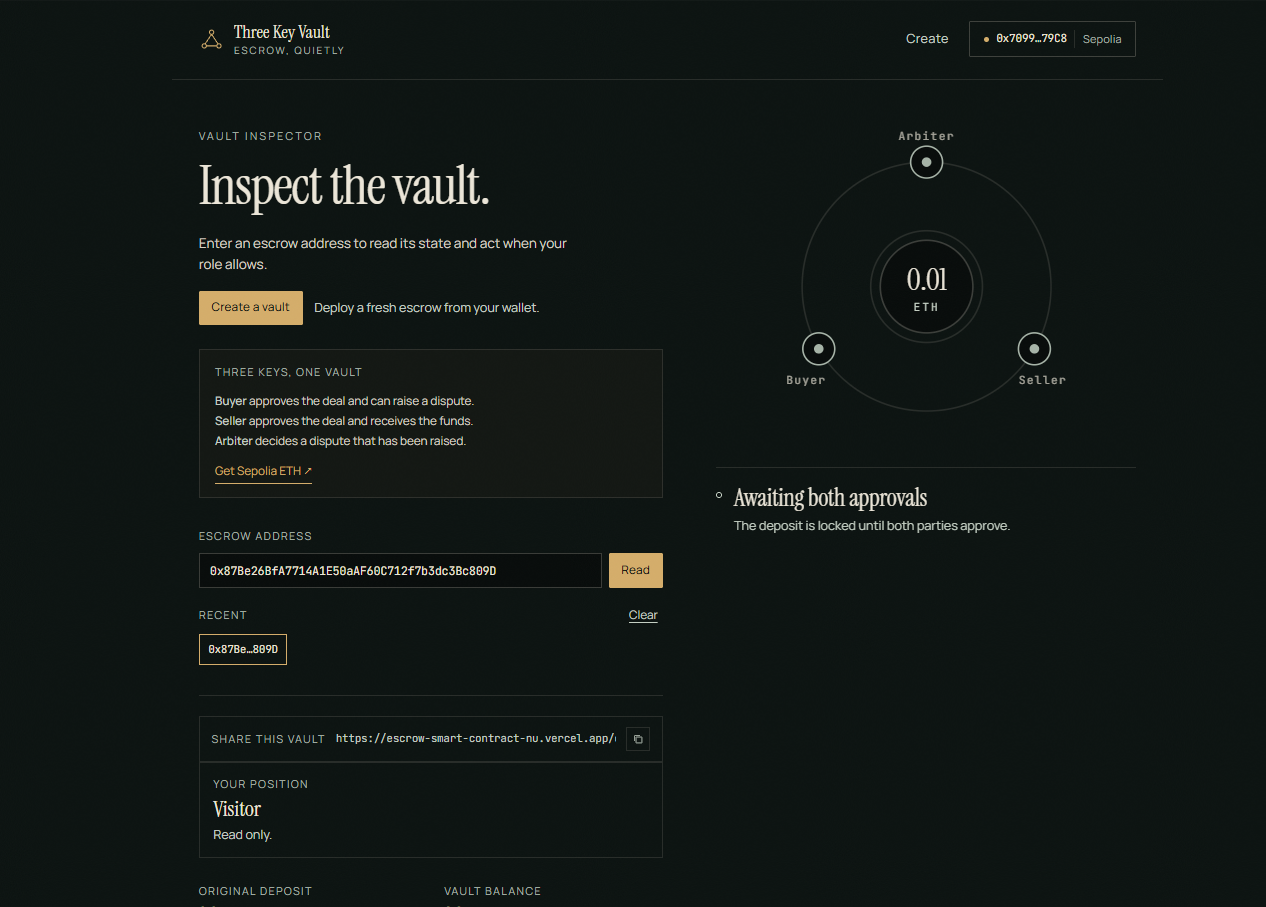 Three Key Vault
ESCROW, QUIETLY
Create
0x7099…79C8
Sepolia
VAULT INSPECTOR
Inspect the vault.
Enter an escrow address to read its state and act when your
role allows.
Create a vault
Deploy a fresh escrow from your wallet.
THREE KEYS, ONE VAULT
Buyer approves the deal and can raise a dispute.
Seller approves the deal and receives the funds.
Arbiter decides a dispute that has been raised.
Get Sepolia ETH ↗
ESCROW ADDRESS
0x87Be26BfA7714A1E50aAF60C712f7b3dc3Bc809D
Read
RECENT
Clear
0x87Be…809D
SHARE THIS VAULT
https://escrow-smart-contract-nu.vercel.app/
YOUR POSITION
Visitor
Read only.
ORIGINAL DEPOSIT
VAULT BALANCE
Arbiter
0.01
ETH
Buyer
Seller
Awaiting both approvals
The deposit is locked until both parties approve.